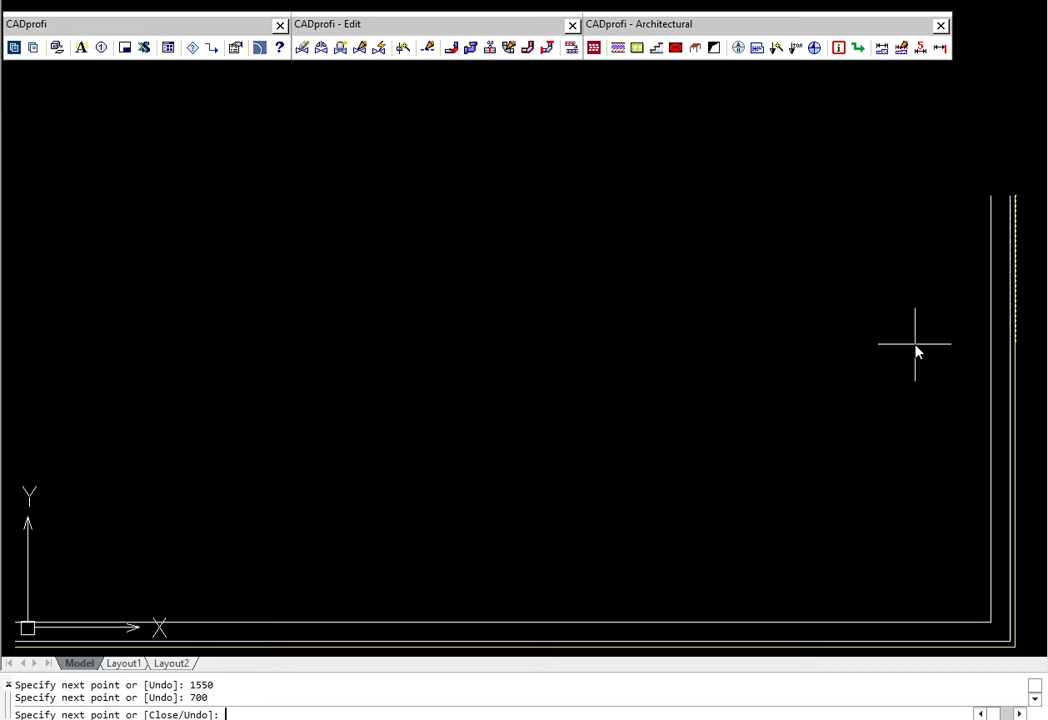 CADprofi
CADprofi - Edit
CADprofi - Architectural
Y
X
Model
Layout1
Layout2
Specify next point or [Undo]: 1550
Specify next point or [Undo]: 700
Specify next point or [Close/Undo]: